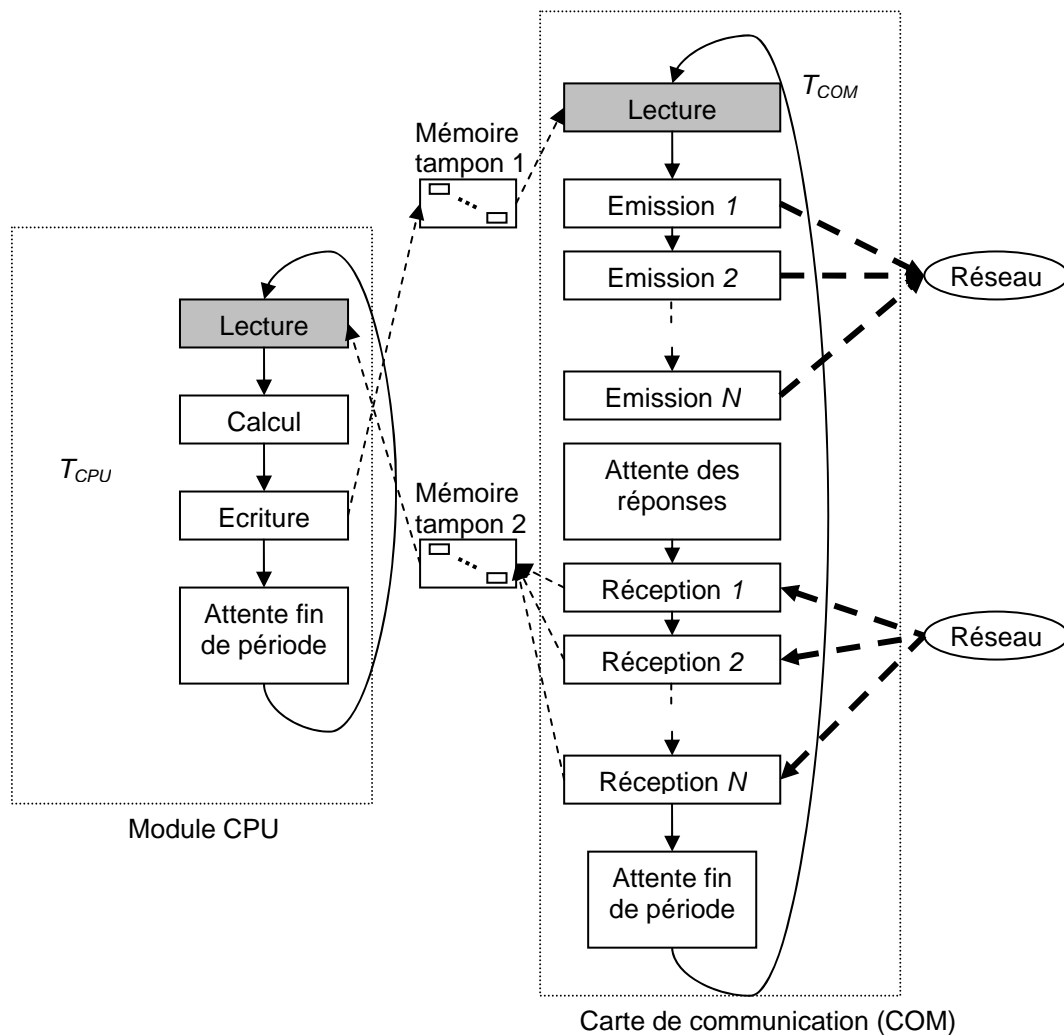 T_COM
Lecture
Mémoire
tampon 1
Emission 1
Emission 2
Réseau
Lecture
Emission N
Calcul
T_CPU
Attente des
réponses
Ecriture
Mémoire
tampon 2
Réception 1
Attente fin
de période
Réception 2
Réseau
Réception N
Module CPU
Attente fin
de période
Carte de communication (COM)